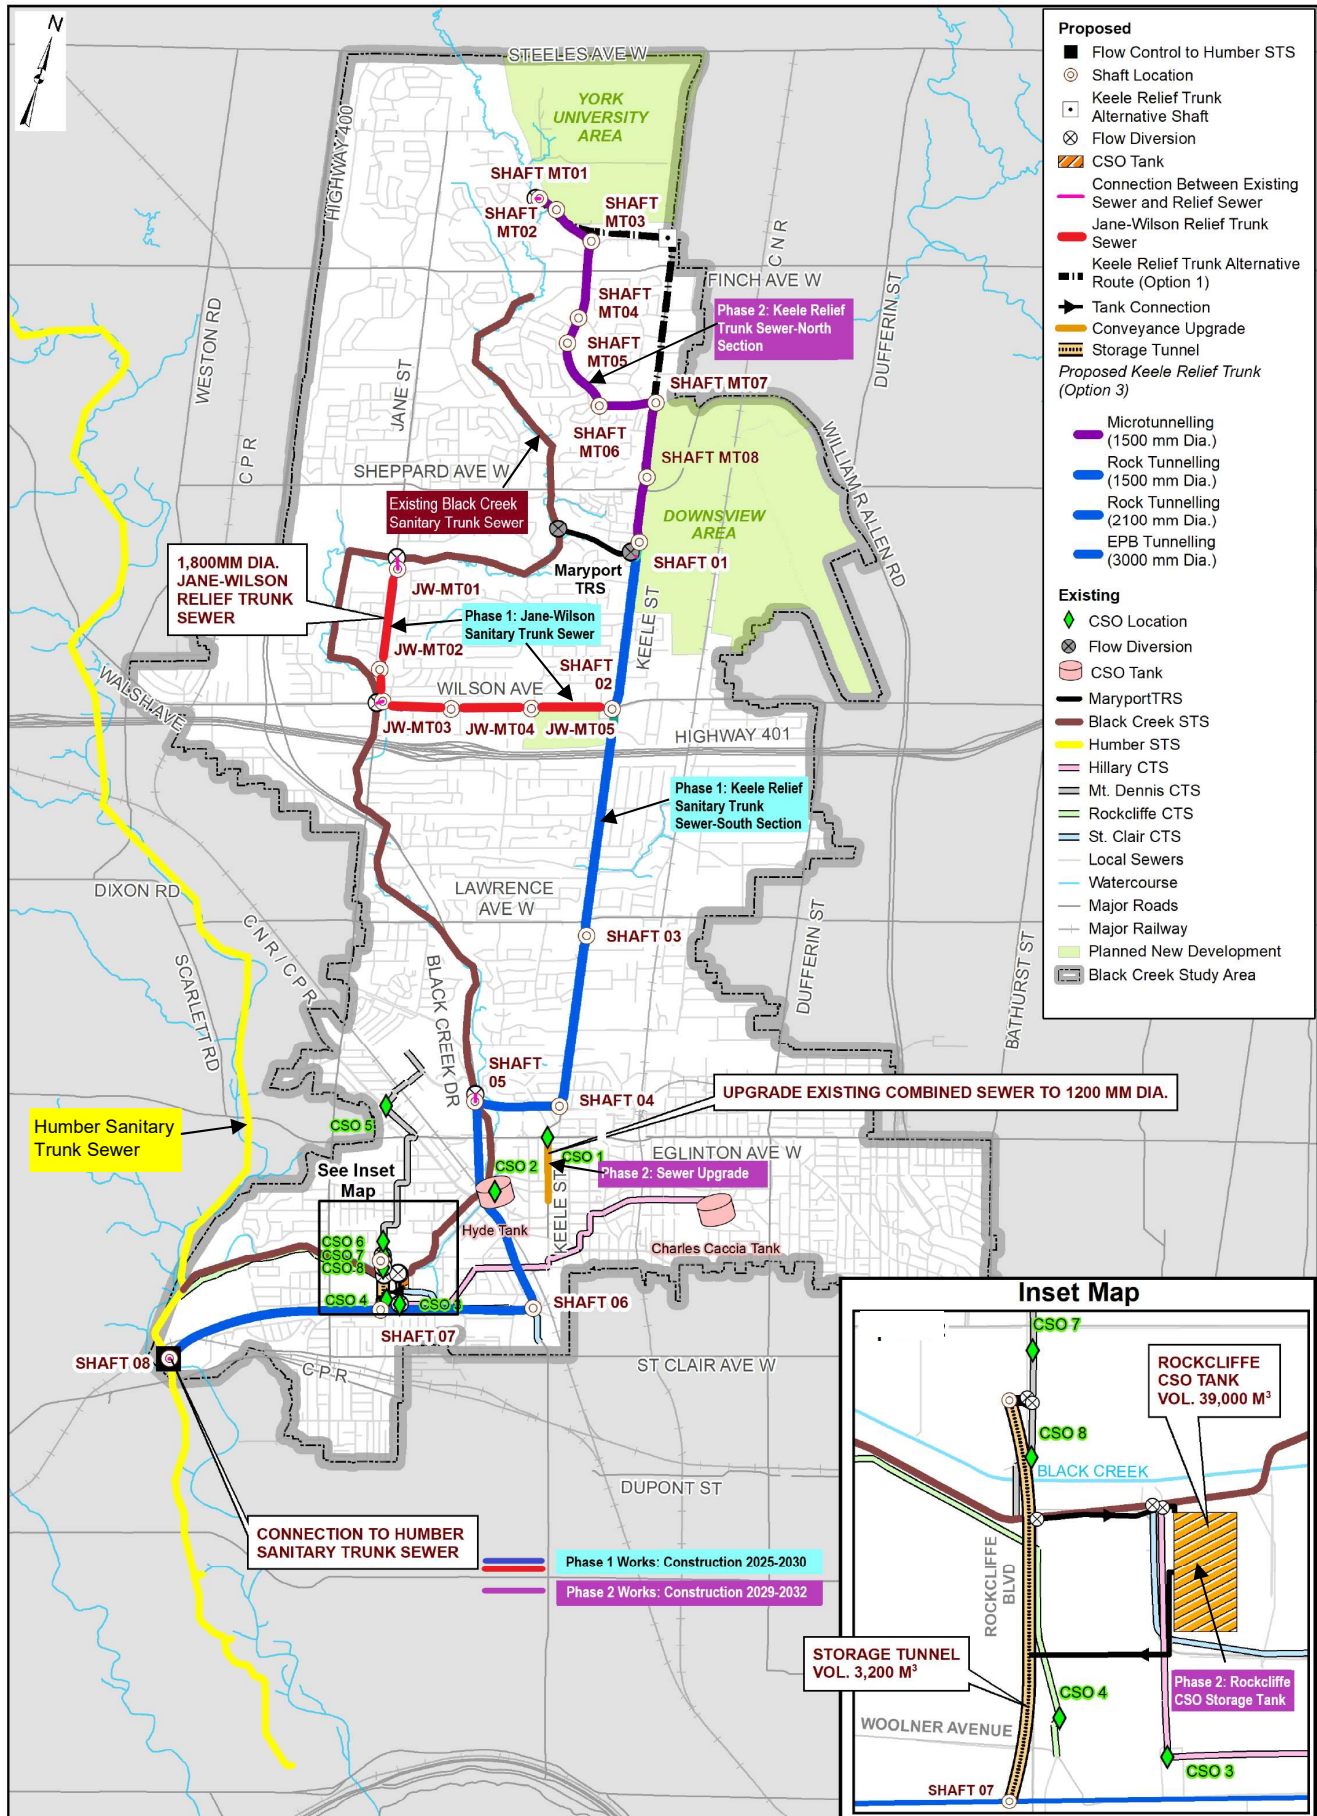 N
STEELES AVE W
YORK
UNIVERSITY
AREA
HIGHWAY 400
SHAFT MT01
SHAFT
MT02
SHAFT
MT03
CNR
FINCH AVE W
DUFFERIN ST
WESTON RD
CPR
JANE ST
SHAFT
MT04
SHAFT
MT05
Phase 2: Keele Relief
Trunk Sewer-North
Section
SHAFT MT07
SHAFT
MT06
SHAFT MT08
WILLIAM R ALLEN RD
SHEPPARD AVE W
Existing Black Creek
Sanitary Trunk Sewer
DOWNSVIEW
AREA
1,800MM DIA.
JANE-WILSON
RELIEF TRUNK
SEWER
Maryport
TRS
SHAFT 01
JW-MT01
Phase 1: Jane-Wilson
Sanitary Trunk Sewer
KEELE ST
JW-MT02
SHAFT
02
WILSON AVE
WALSH AVE
JW-MT03
JW-MT04
JW-MT05
HIGHWAY 401
Phase 1: Keele Relief
Sanitary Trunk
Sewer-South Section
DIXON RD
LAWRENCE
AVE W
CNR/CPR
SHAFT 03
SCARLETT RD
BLACK CREEK DR
DUFFERIN ST
BATHURST ST
SHAFT
05
SHAFT 04
UPGRADE EXISTING COMBINED SEWER TO 1200 MM DIA.
CSO 5
Humber Sanitary
Trunk Sewer
EGLINTON AVE W
CSO 1
CSO 2
Phase 2: Sewer Upgrade
See Inset
Map
KEELE ST
Hyde Tank
Charles Caccia Tank
CSO 6
CSO 7
CSO 8
CSO 4
CSO 3
SHAFT 06
SHAFT 07
SHAFT 08
CPR
ST CLAIR AVE W
DUPONT ST
CONNECTION TO HUMBER
SANITARY TRUNK SEWER
Phase 1 Works: Construction 2025-2030
Phase 2 Works: Construction 2029-2032
Proposed
Flow Control to Humber STS
Shaft Location
Keele Relief Trunk
Alternative Shaft
Flow Diversion
CSO Tank
Connection Between Existing
Sewer and Relief Sewer
Jane-Wilson Relief Trunk
Sewer
Keele Relief Trunk Alternative
Route (Option 1)
Tank Connection
Conveyance Upgrade
Storage Tunnel
Proposed Keele Relief Trunk
(Option 3)
Microtunnelling
(1500 mm Dia.)
Rock Tunnelling
(1500 mm Dia.)
Rock Tunnelling
(2100 mm Dia.)
EPB Tunnelling
(3000 mm Dia.)
Existing
CSO Location
Flow Diversion
CSO Tank
MaryportTRS
Black Creek STS
Humber STS
Hillary CTS
Mt. Dennis CTS
Rockcliffe CTS
St. Clair CTS
Local Sewers
Watercourse
Major Roads
Major Railway
Planned New Development
Black Creek Study Area
Inset Map
CSO 7
ROCKCLIFFE
CSO TANK
VOL. 39,000 M³
CSO 8
BLACK CREEK
ROCKCLIFFE
BLVD
STORAGE TUNNEL
VOL. 3,200 M³
CSO 4
Phase 2: Rockcliffe
CSO Storage Tank
WOOLNER AVENUE
CSO 3
SHAFT 07